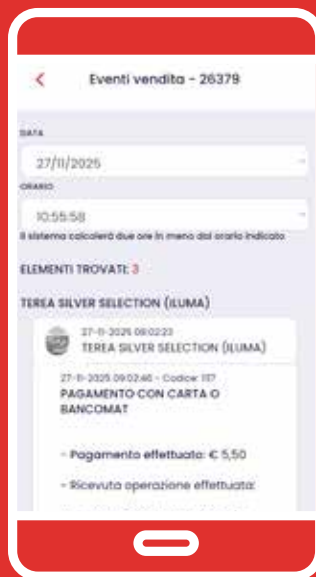 Eventi vendita - 26379
DATA
27/11/2025
ORARIO
10:55:58
Il sistema calcolerà due ore in meno dal orario indicato
ELEMENTI TROVATI: 3
TEREA SILVER SELECTION (ILUMA)
27-11-2025 09:02:23
TEREA SILVER SELECTION (ILUMA)
27-11-2025 09:02:46 - Codice: 1117
PAGAMENTO CON CARTA O
BANCOMAT
- Pagamento effettuato: € 5,50
- Ricevuta operazione effettuata: